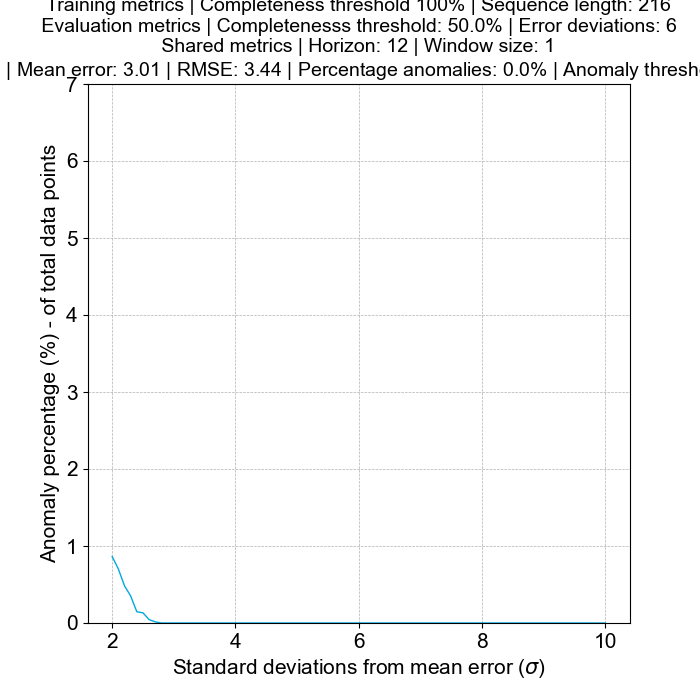 Training metrics | Completeness threshold 100% | Sequence length: 216
Evaluation metrics | Completenesss threshold: 50.0% | Error deviations: 6
Shared metrics | Horizon: 12 | Window size: 1
| Mean error: 3.01 | RMSE: 3.44 | Percentage anomalies: 0.0% | Anomaly
7
6
5
4
3
2
1
0
Anomaly percentage (%) - of total data points
2 4 6 8 10
Standard deviations from mean error (σ)